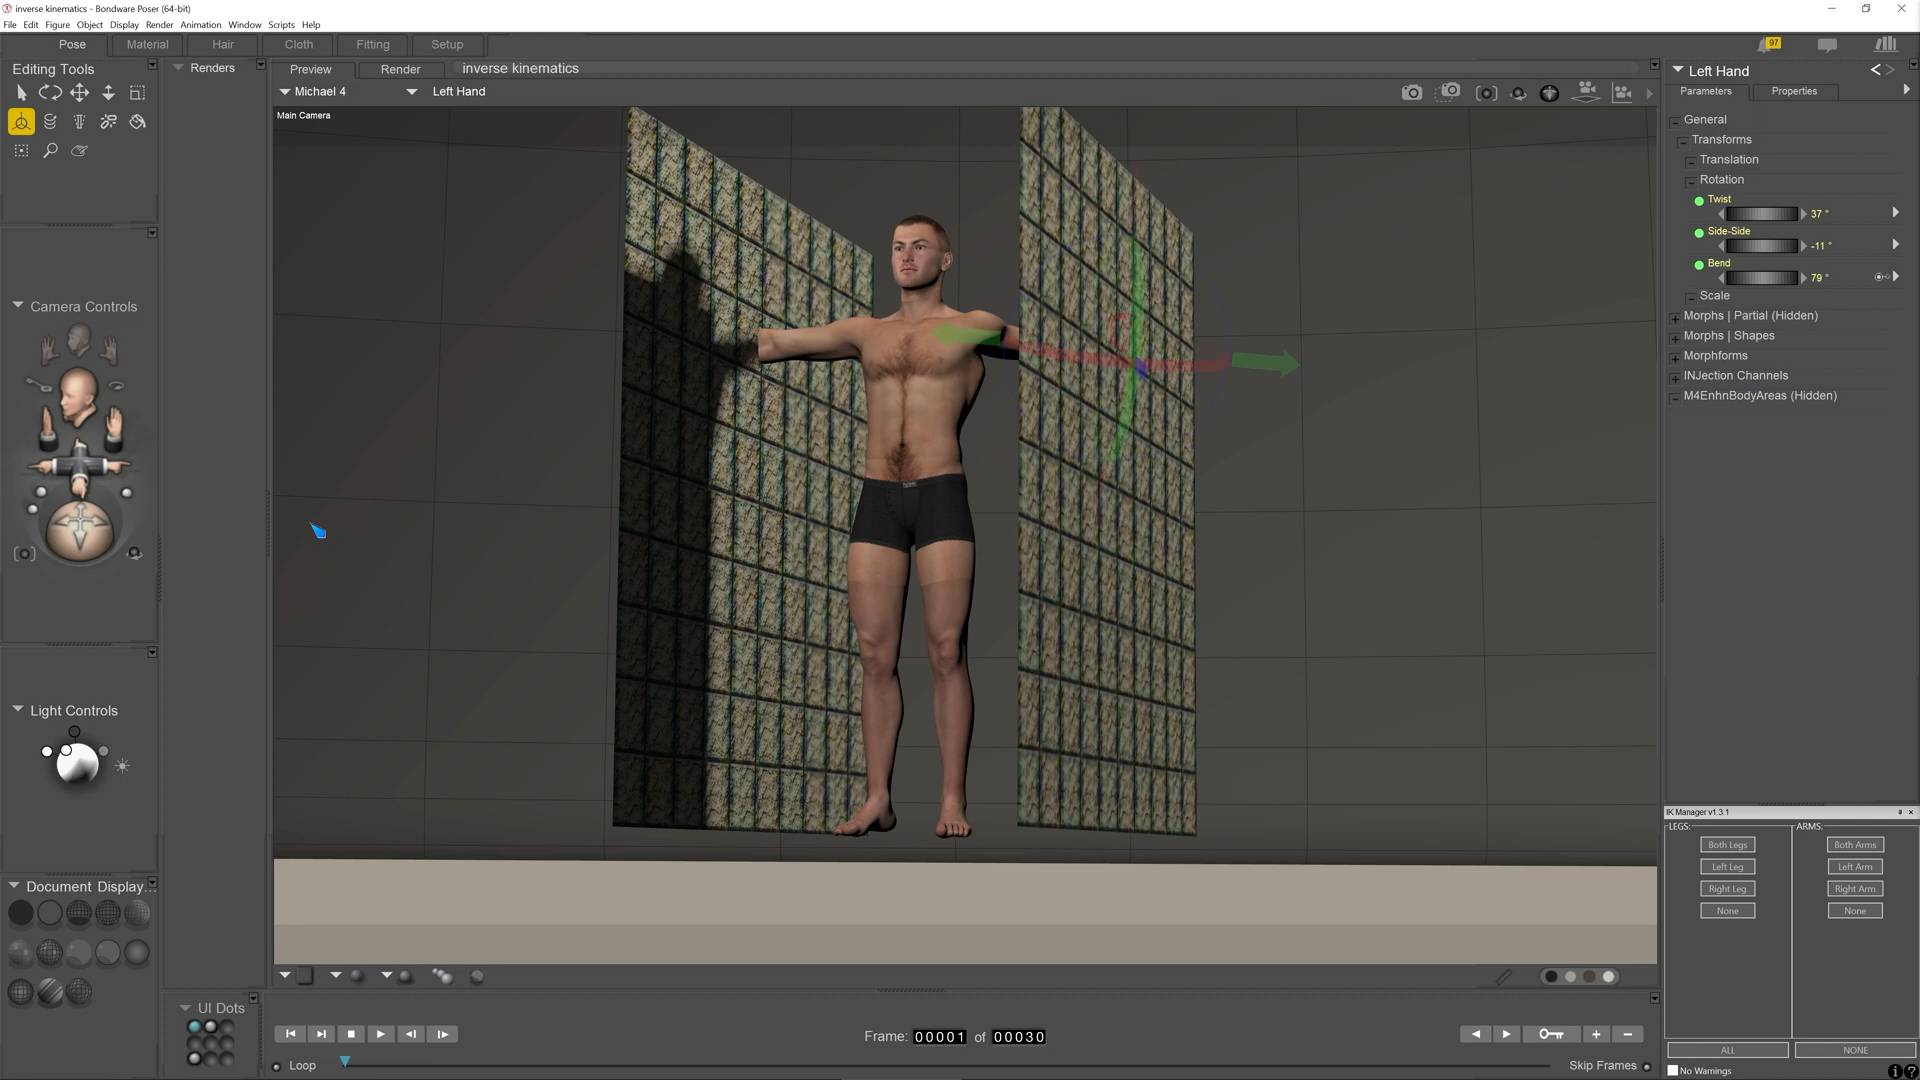 inverse kinematics - Bondware Poser (64-bit)
File Edit Figure Object Display Render Animation Window Scripts Help
Pose Material Hair Cloth Fitting Setup
97
Editing Tools
Renders
Preview Render inverse kinematics
Michael 4 Left Hand
Main Camera
Left Hand
Parameters Properties
General
Transforms
Translation
Rotation
Twist
37 °
Side-Side
-11 °
Bend
79 °
Scale
Morphs | Partial (Hidden)
Morphs | Shapes
Morphforms
INJection Channels
M4EnhnBodyAreas (Hidden)
Camera Controls
Light Controls
Document Display...
UI Dots
IK Manager v1.3.1
LEGS: ARMS:
Both Legs Both Arms
Left Leg Left Arm
Right Leg Right Arm
None None
ALL NONE
No Warnings
Frame: 00001 of 00030
Loop
Skip Frames